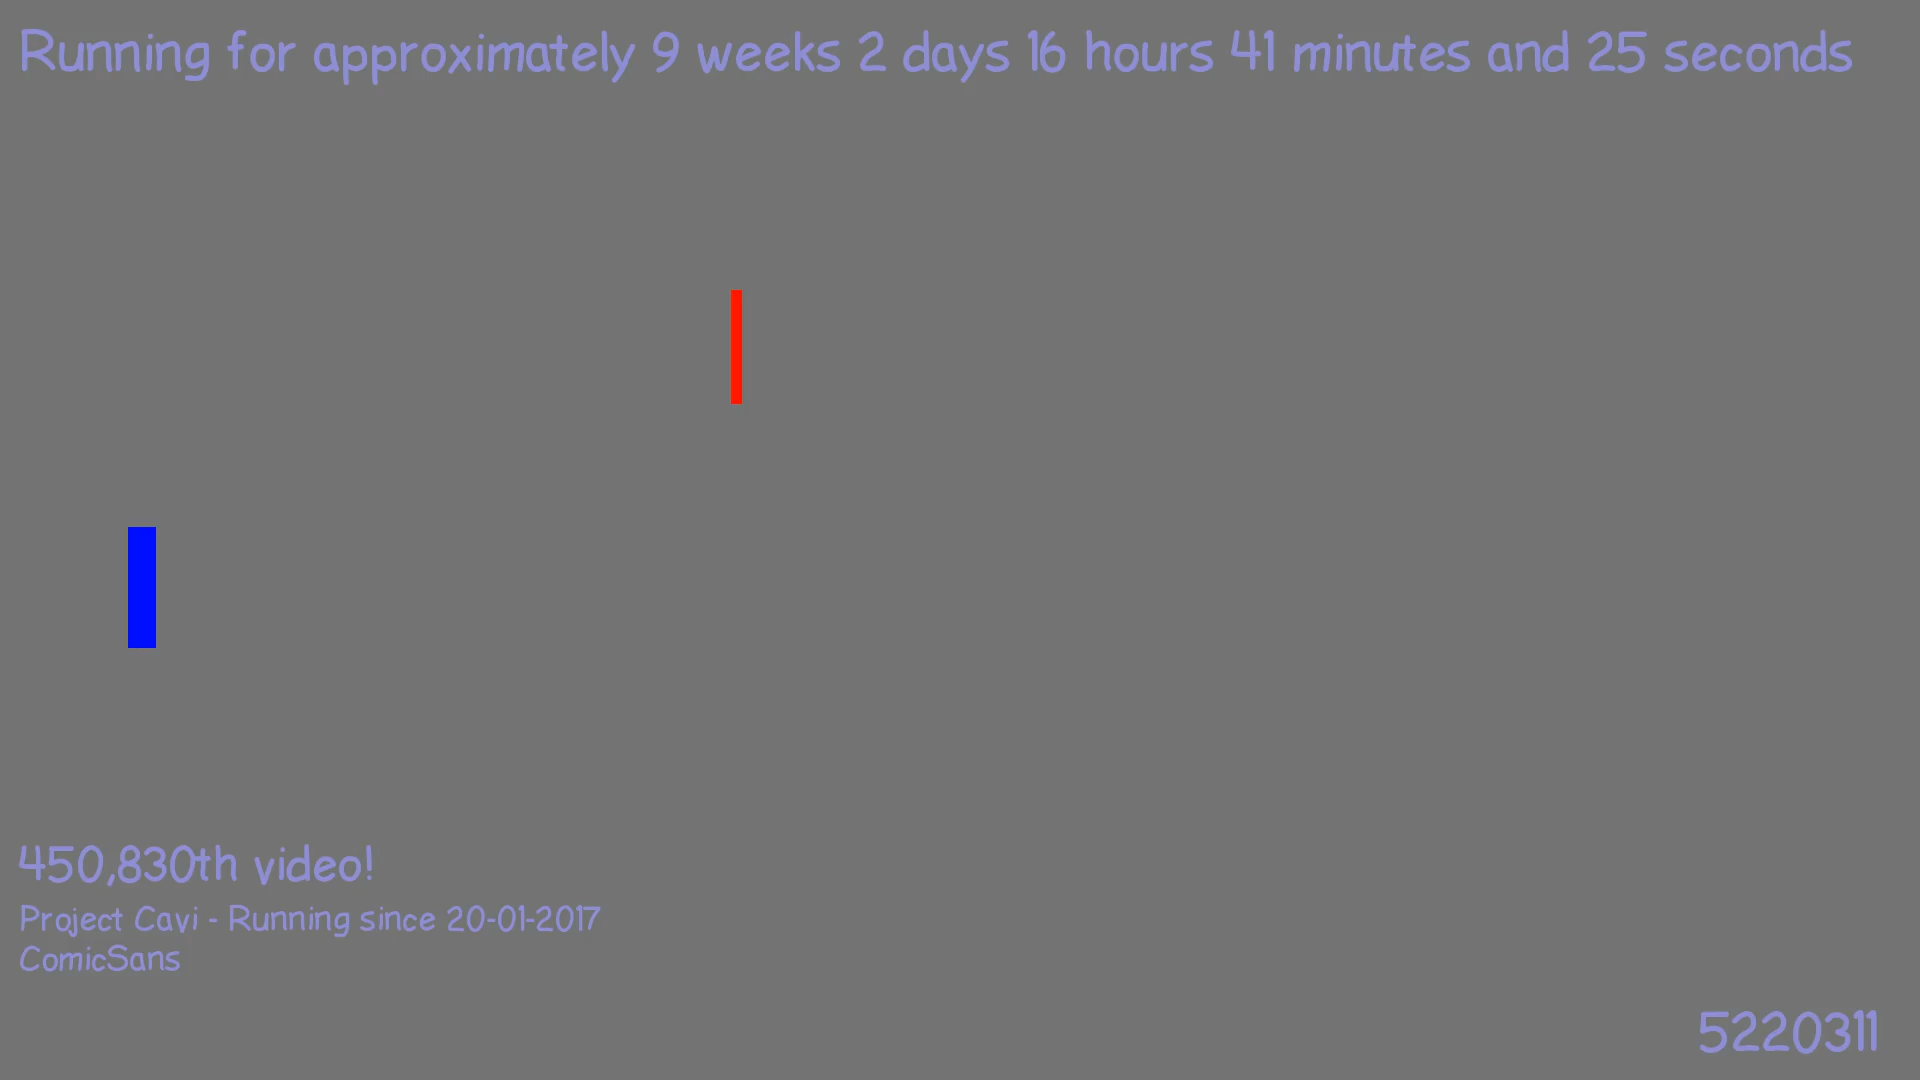 Running for approximately 9 weeks 2 days 16 hours 41 minutes and 25 seconds
450,830th video!
Project Cavi - Running since 20-01-2017
ComicSans
5220311